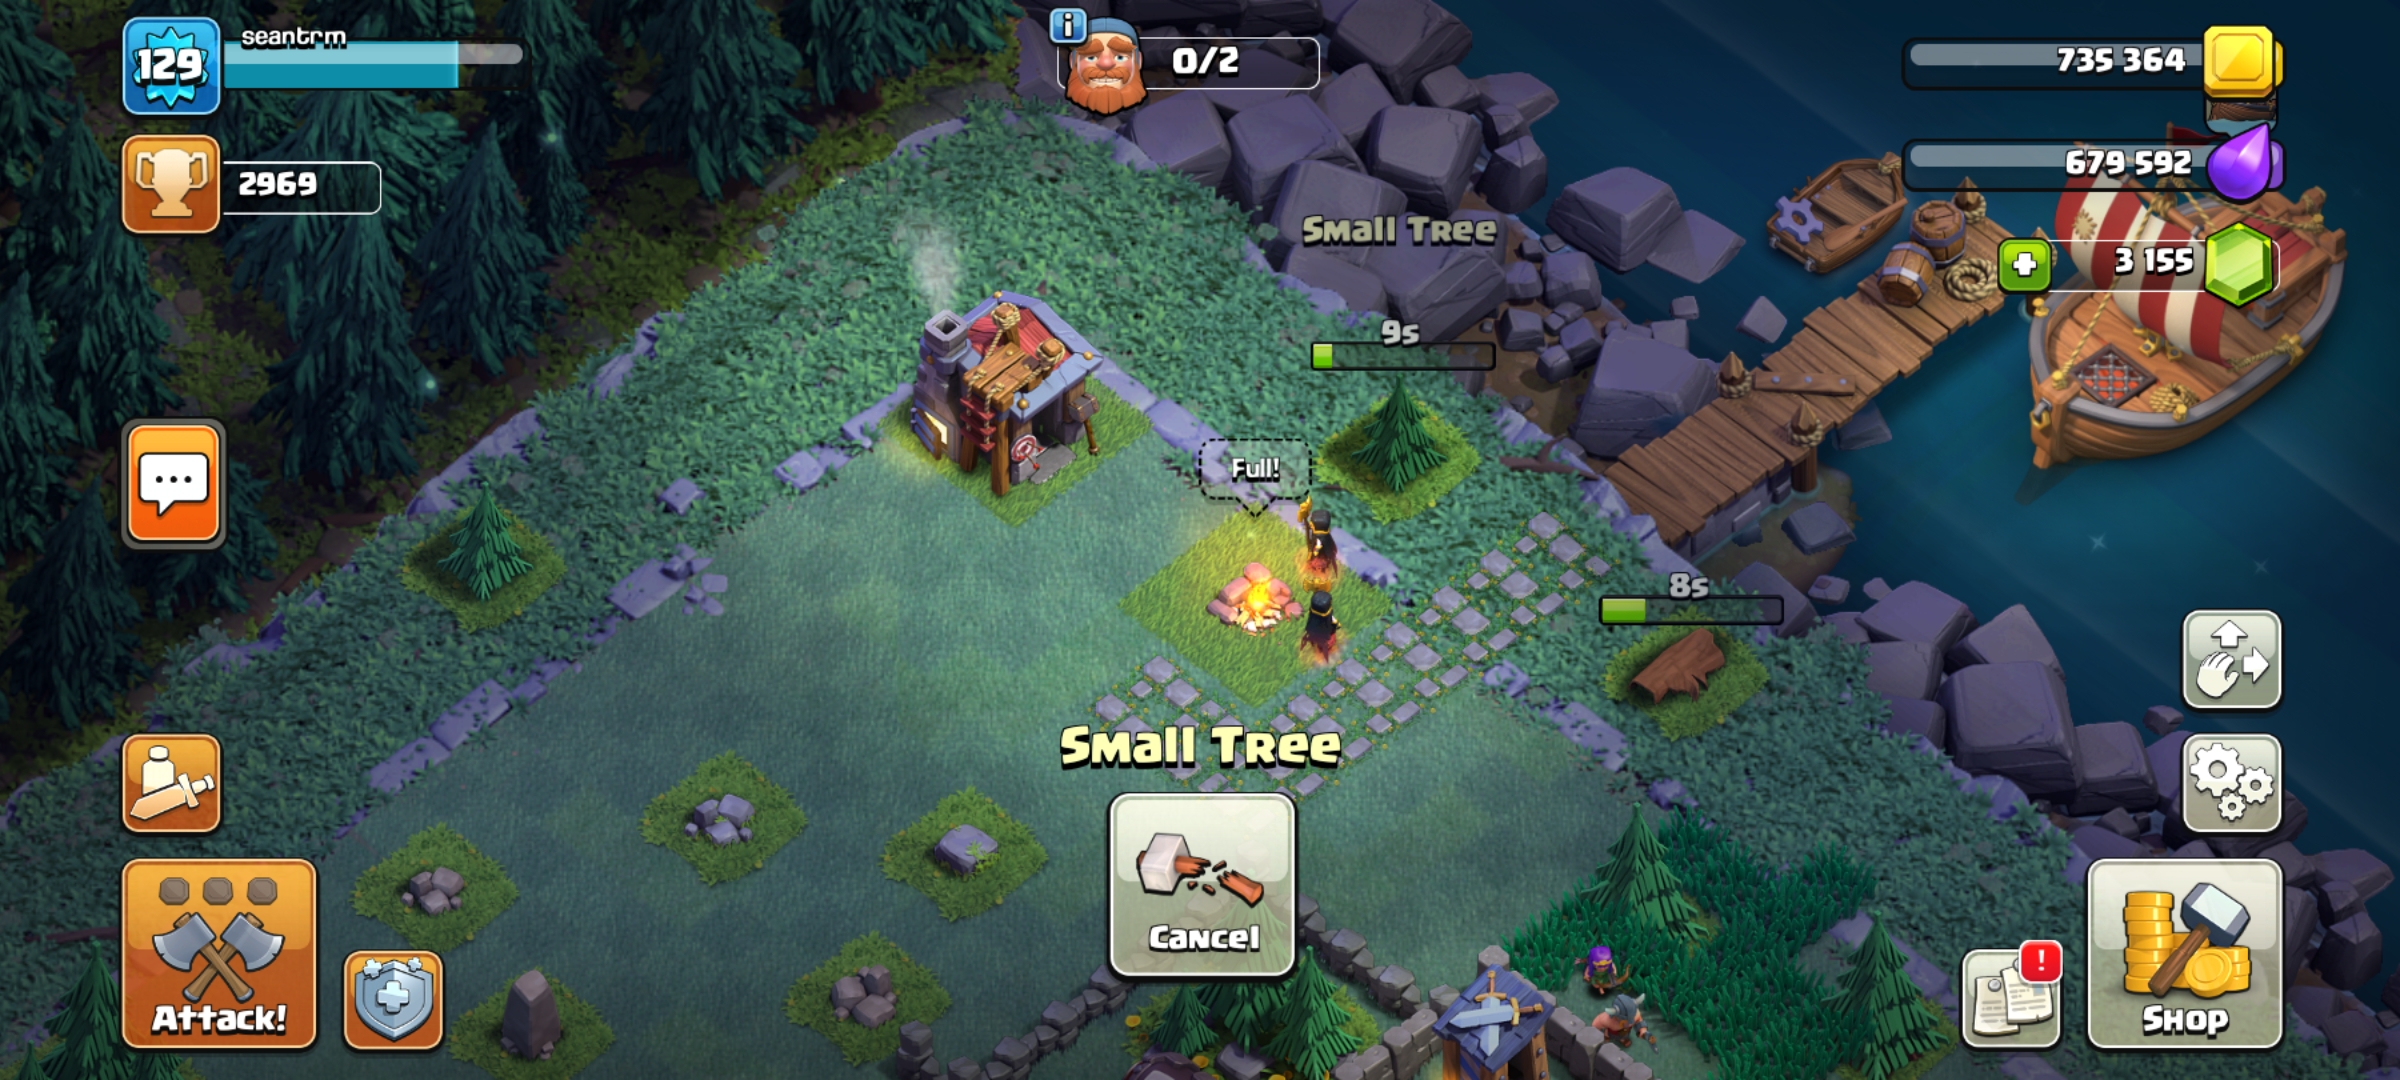 129
seantrm
i
0/2
735 364
2969
679 592
Small Tree
3 155
9s
Full!
8s
Small Tree
Cancel
Attack!
!
Shop